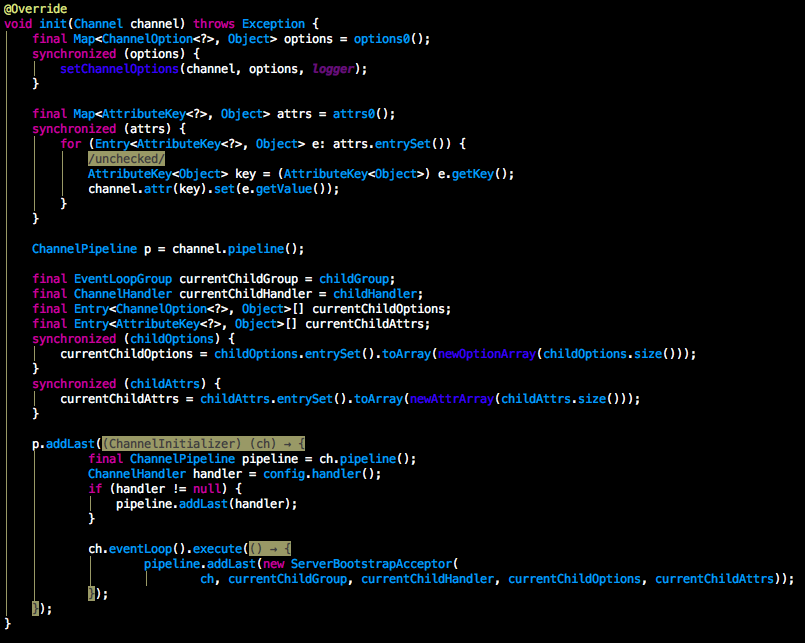 @Override
void init(Channel channel) throws Exception {
    final Map<ChannelOption<?>, Object> options = options0();
    synchronized (options) {
        setChannelOptions(channel, options, logger);
    }

    final Map<AttributeKey<?>, Object> attrs = attrs0();
    synchronized (attrs) {
        for (Entry<AttributeKey<?>, Object> e: attrs.entrySet()) {
            /unchecked/
            AttributeKey<Object> key = (AttributeKey<Object>) e.getKey();
            channel.attr(key).set(e.getValue());
        }
    }

    ChannelPipeline p = channel.pipeline();

    final EventLoopGroup currentChildGroup = childGroup;
    final ChannelHandler currentChildHandler = childHandler;
    final Entry<ChannelOption<?>, Object>[] currentChildOptions;
    final Entry<AttributeKey<?>, Object>[] currentChildAttrs;
    synchronized (childOptions) {
        currentChildOptions = childOptions.entrySet().toArray(newOptionArray(childOptions.size()));
    }
    synchronized (childAttrs) {
        currentChildAttrs = childAttrs.entrySet().toArray(newAttrArray(childAttrs.size()));
    }

    p.addLast((ChannelInitializer) (ch) → {
            final ChannelPipeline pipeline = ch.pipeline();
            ChannelHandler handler = config.handler();
            if (handler != null) {
                pipeline.addLast(handler);
            }

            ch.eventLoop().execute(() → {
                    pipeline.addLast(new ServerBootstrapAcceptor(
                            ch, currentChildGroup, currentChildHandler, currentChildOptions, currentChildAttrs));
            });
    });
}